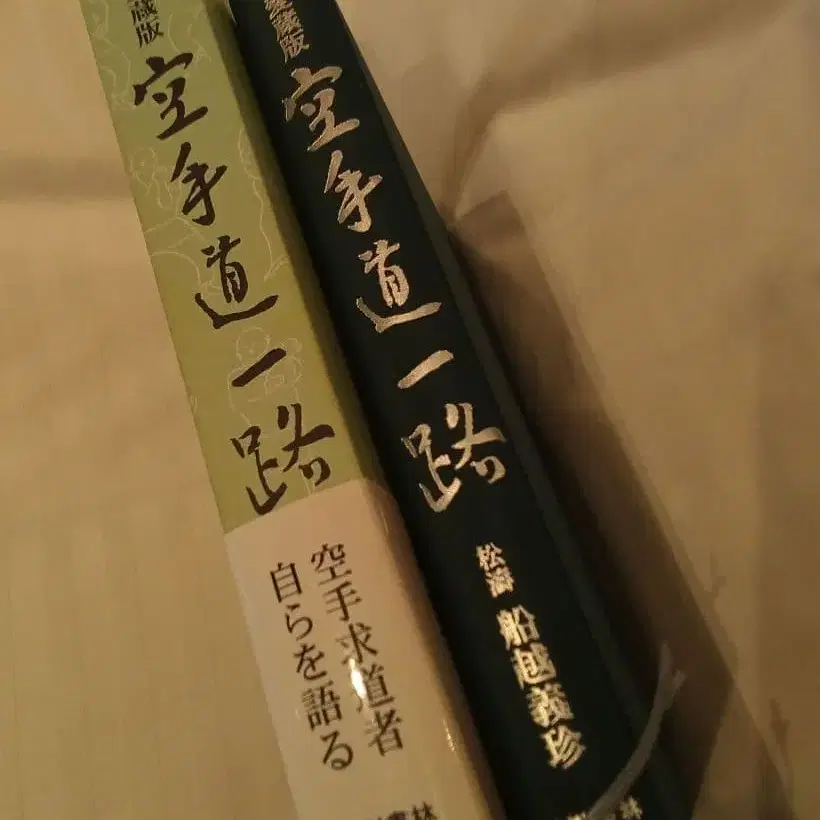 蔵版
空手道一路
空手求道者
自らを語る
愛蔵版
空手道一路
松濤
船越義珍